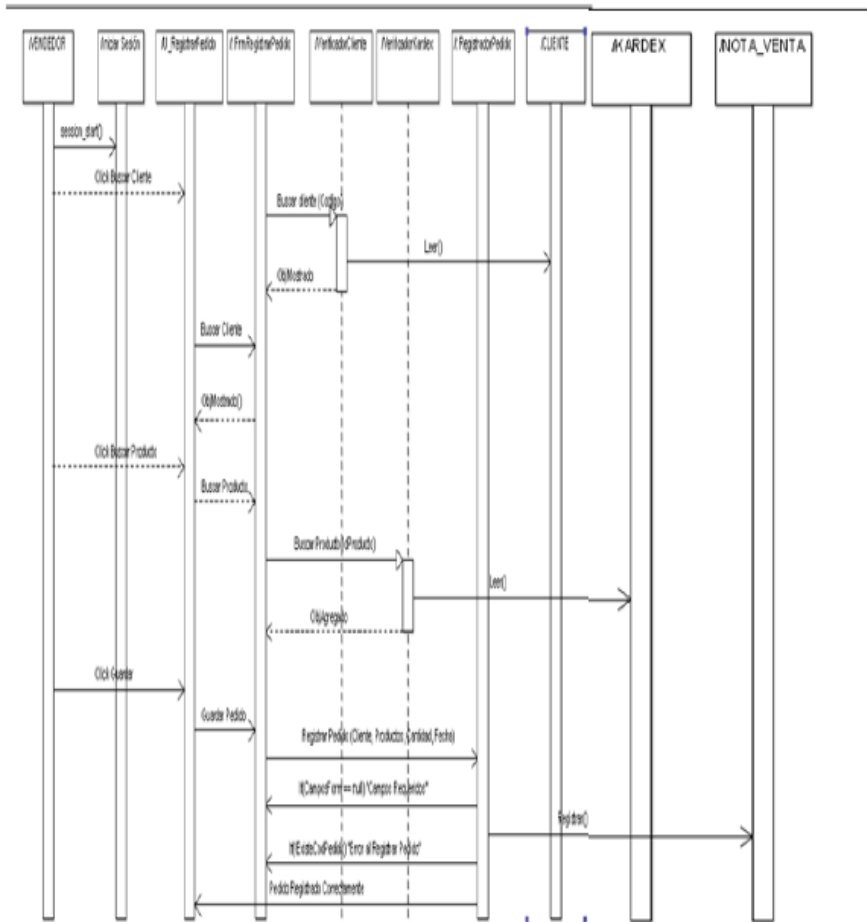 /VENDEDOR
/Iniciar Sesión
/UI_RegistrarPedido
/:FrmRegistrarPedido
/VerificadorCliente
/VerificadorKardex
/:RegistradorPedido
/CLIENTE
/KARDEX
/NOTA_VENTA
session_start()
Click Buscar Cliente
Buscar cliente (Codigo)
Leer()
ObjMostrado
Buscar Cliente
ObjMostrado()
Click Buscar Producto
Buscar Producto
Buscar Producto(idProducto)
Leer()
ObjAgregado
Click Guardar
Guardar Pedido
Registrar Pedido (Cliente, Productos, Cantidad, Fecha)
If(CamposForm == null) "Campos Requeridos"
Registrar()
If(ExisteCodPedido) "Error al Registrar Pedido"
Pedido Registrado Correctamente